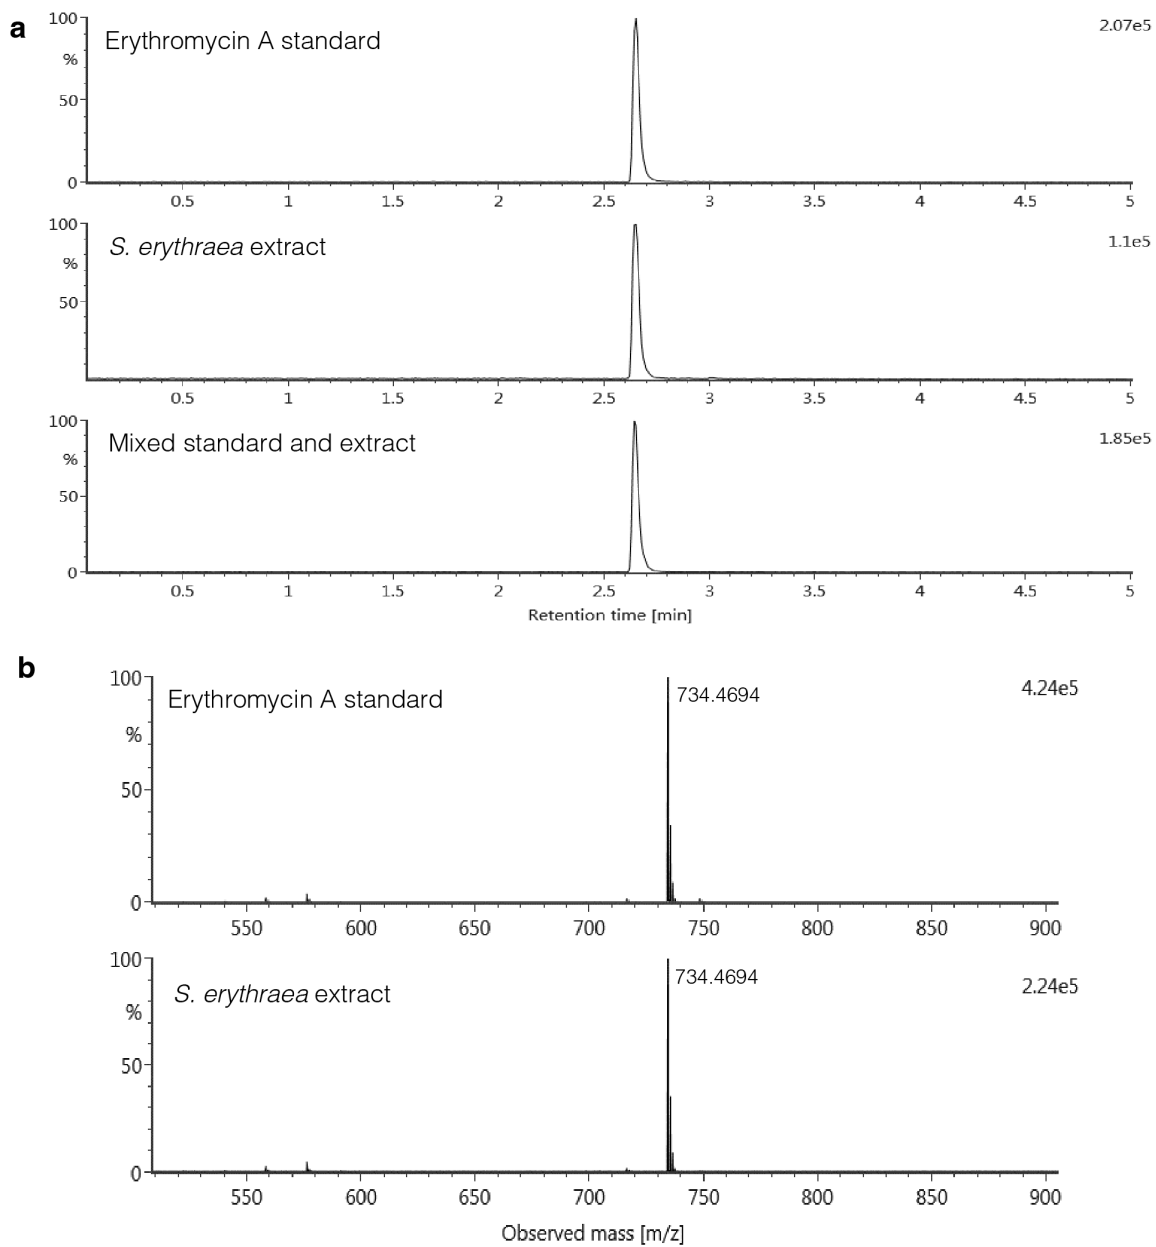 a
100
Erythromycin A standard
2.07e5
%
50
0
0.5 1 1.5 2 2.5 3 3.5 4 4.5 5
100
S. erythraea extract
1.1e5
%
50
0.5 1 1.5 2 2.5 3 3.5 4 4.5 5
100
Mixed standard and extract
1.85e5
%
50
0
0.5 1 1.5 2 2.5 3 3.5 4 4.5 5
Retention time [min]
b
100
Erythromycin A standard
734.4694
4.24e5
%
50
0
550 600 650 700 750 800 850 900
100
S. erythraea extract
734.4694
2.24e5
%
50
0
550 600 650 700 750 800 850 900
Observed mass [m/z]